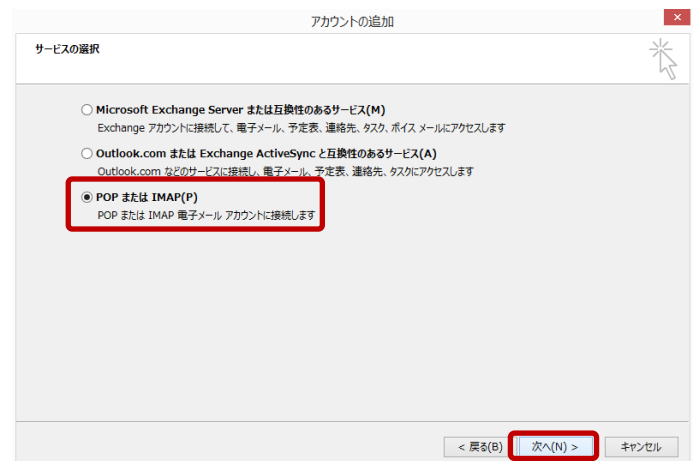 アカウントの追加
サービスの選択
Microsoft Exchange Server または互換性のあるサービス(M)
Exchange アカウントに接続して、電子メール、予定表、連絡先、タスク、ボイス メールにアクセスします
Outlook.com または Exchange ActiveSync と互換性のあるサービス(A)
Outlook.com などのサービスに接続し、電子メール、予定表、連絡先、タスクにアクセスします
POP または IMAP(P)
POP または IMAP 電子メール アカウントに接続します
< 戻る(B) 次へ(N) > キャンセル